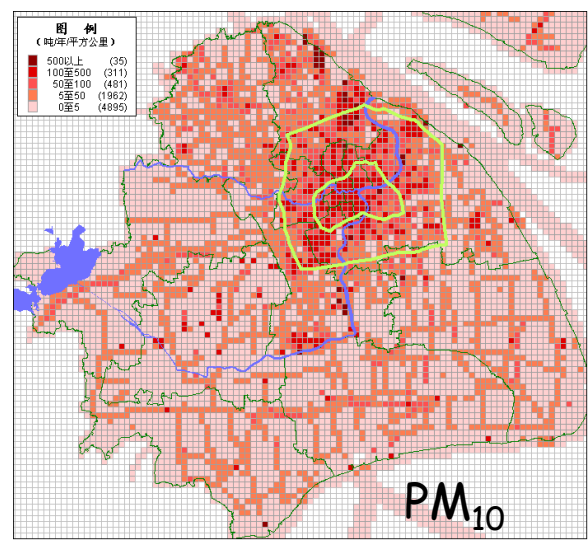 图 例
(吨/年/平方公里)
500以上 (35)
100至500 (311)
50至100 (481)
5至50 (1962)
0至5 (4895)
PM10